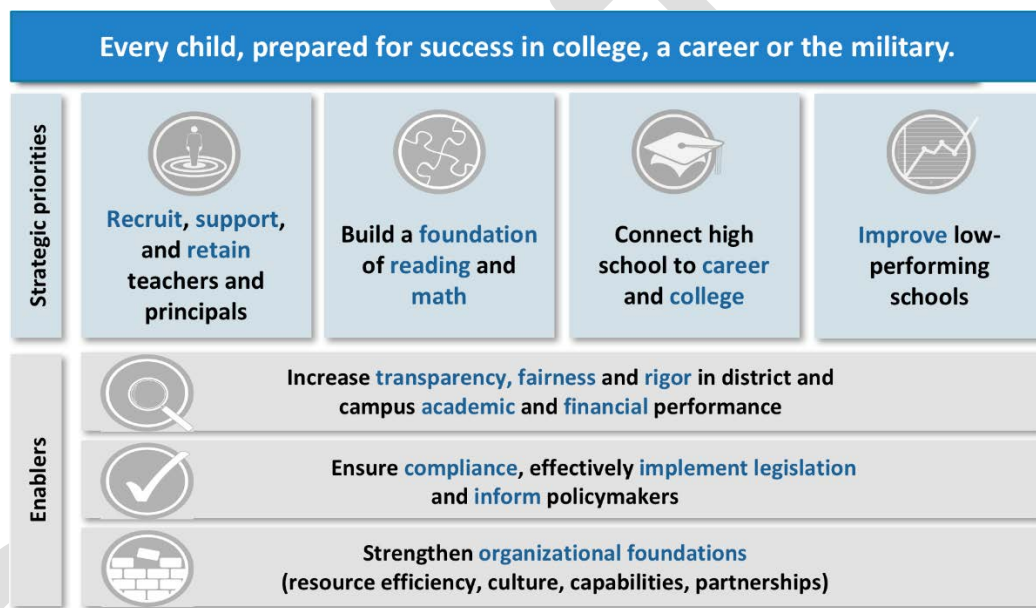 Every child, prepared for success in college, a career or the military.
Strategic priorities
Recruit, support,
and retain
teachers and
principals
Build a foundation
of reading and
math
Connect high
school to career
and college
Improve low-
performing
schools
Enablers
Increase transparency, fairness and rigor in district and
campus academic and financial performance
Ensure compliance, effectively implement legislation
and inform policymakers
Strengthen organizational foundations
(resource efficiency, culture, capabilities, partnerships)